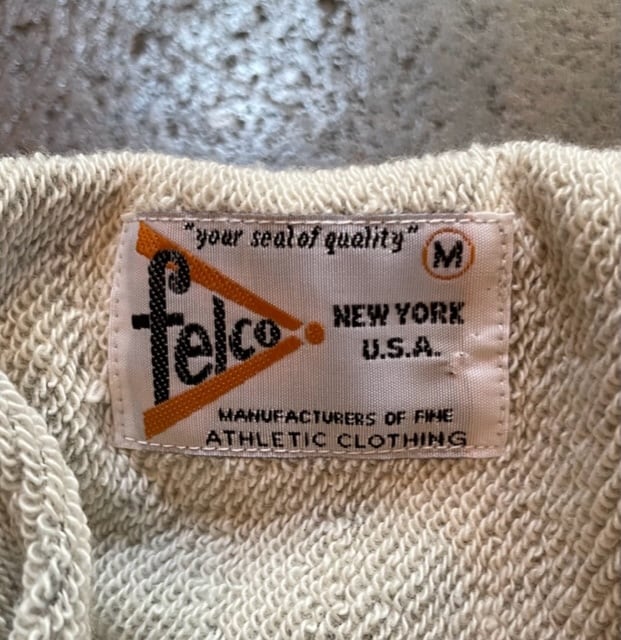 "your seal of quality"
M
felco
NEW YORK
U.S.A.
MANUFACTURERS OF FINE
ATHLETIC CLOTHING